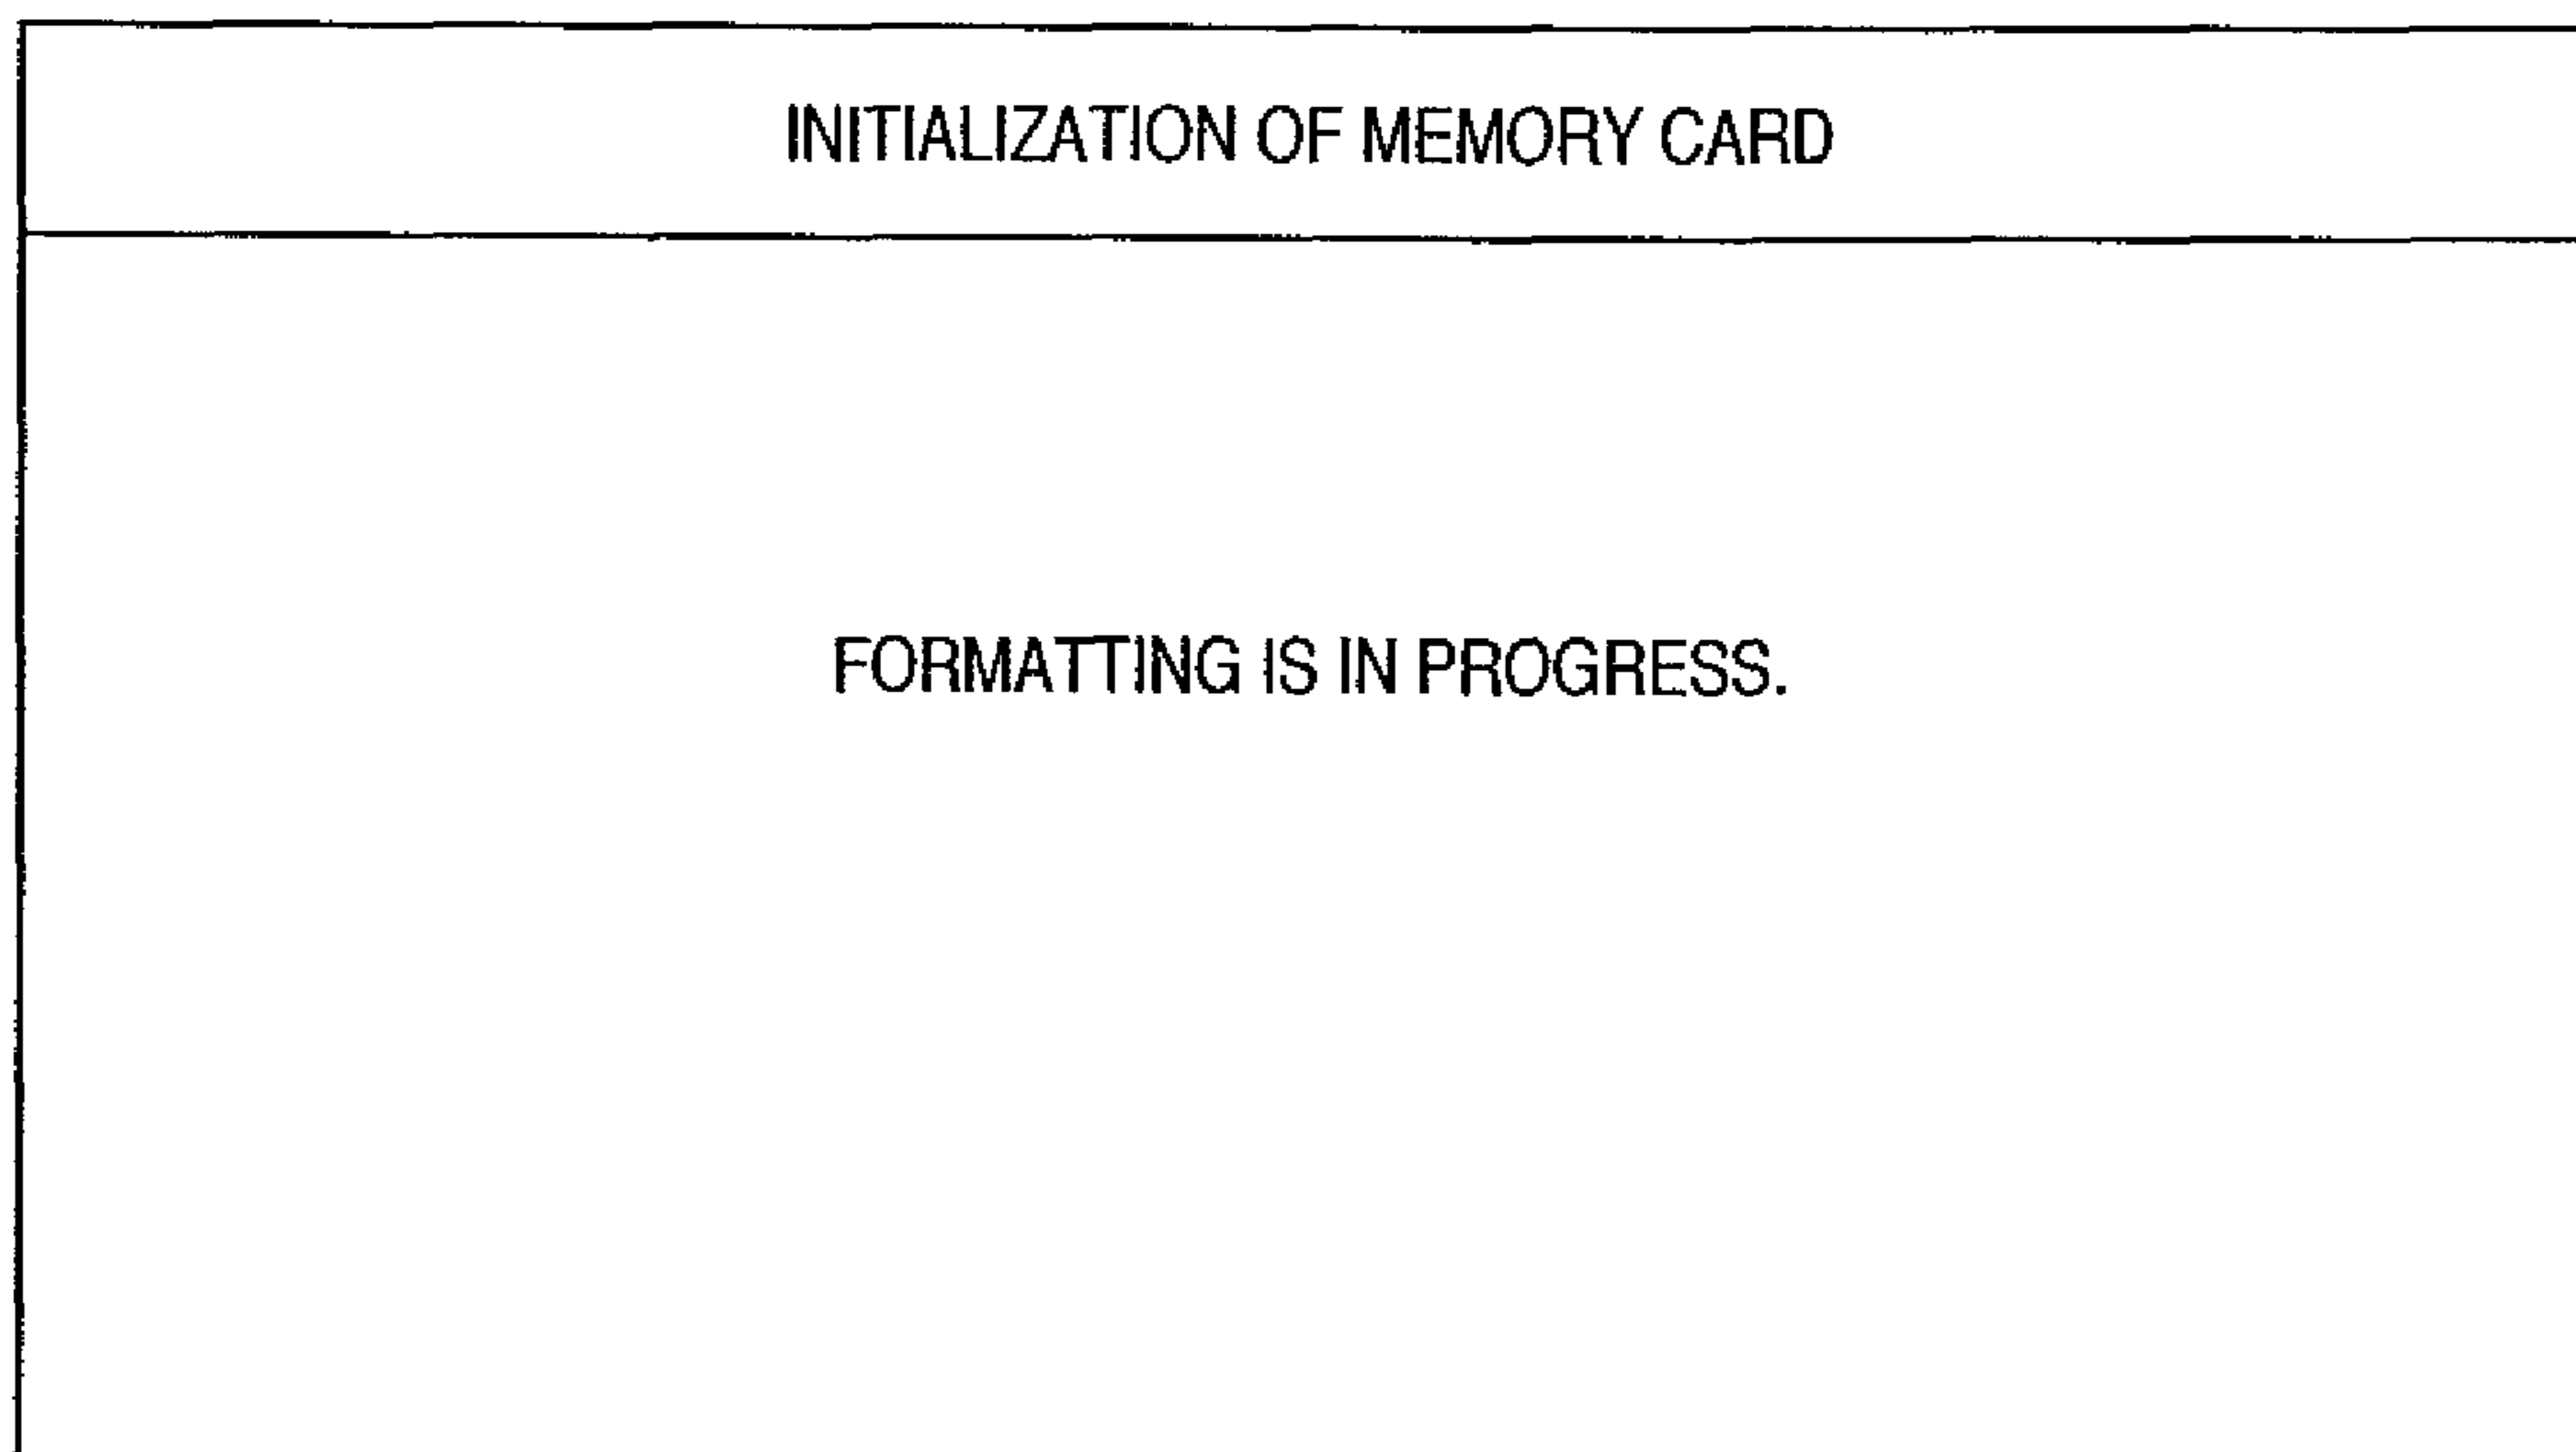 INITIALIZATION OF MEMORY CARD
FORMATTING IS IN PROGRESS.